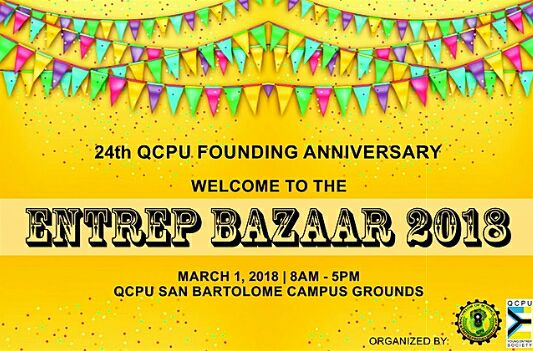 24th QCPU FOUNDING ANNIVERSARY
WELCOME TO THE
ENTREP BAZAAR 2018
MARCH 1, 2018 | 8AM - 5PM
QCPU SAN BARTOLOME CAMPUS GROUNDS
ORGANIZED BY:
QCPU
SOCIETY